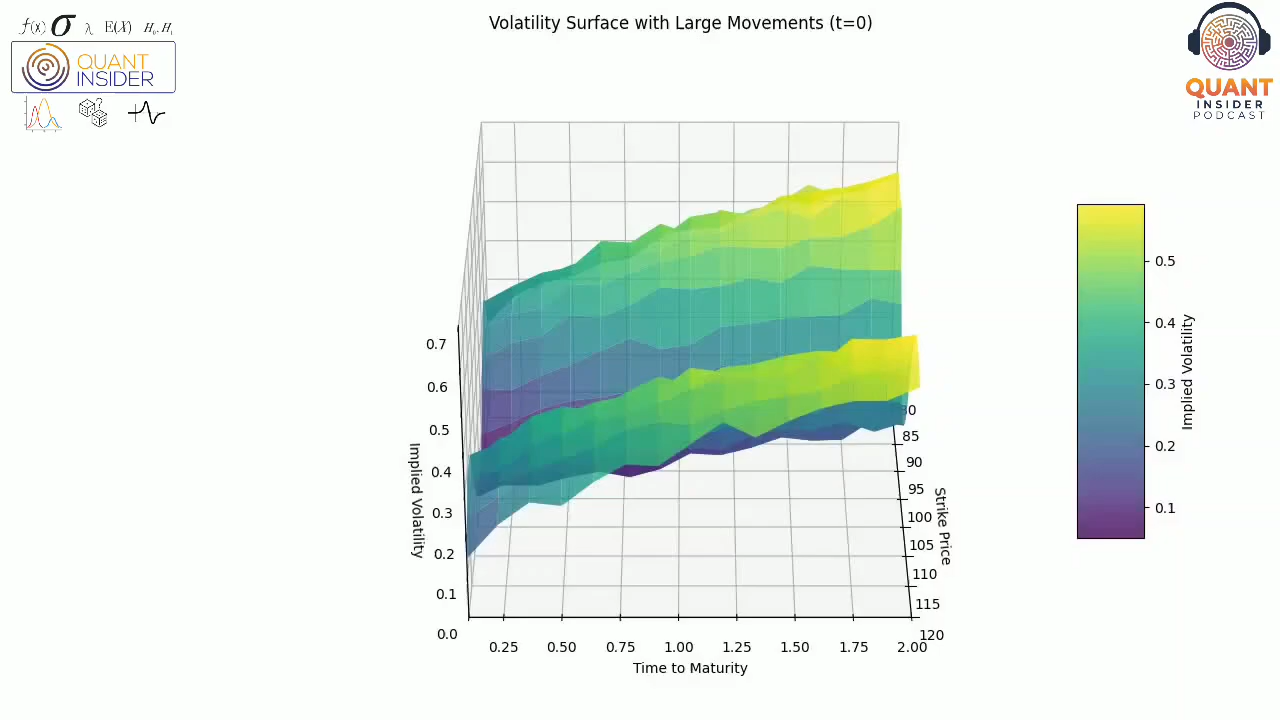 f(x) σ λ E(X) H₀, H₁
Volatility Surface with Large Movements (t=0)
QUANT
INSIDER
QUANT
INSIDER
PODCAST
0.7
0.6
0.5
0.4
0.3
0.2
0.1
0.0
Implied Volatility
0.25 0.50 0.75 1.00 1.25 1.50 1.75 2.00
Time to Maturity
85
90
95
100
105
110
115
120
Strike Price
0.5
0.4
0.3
0.2
0.1
Implied Volatility